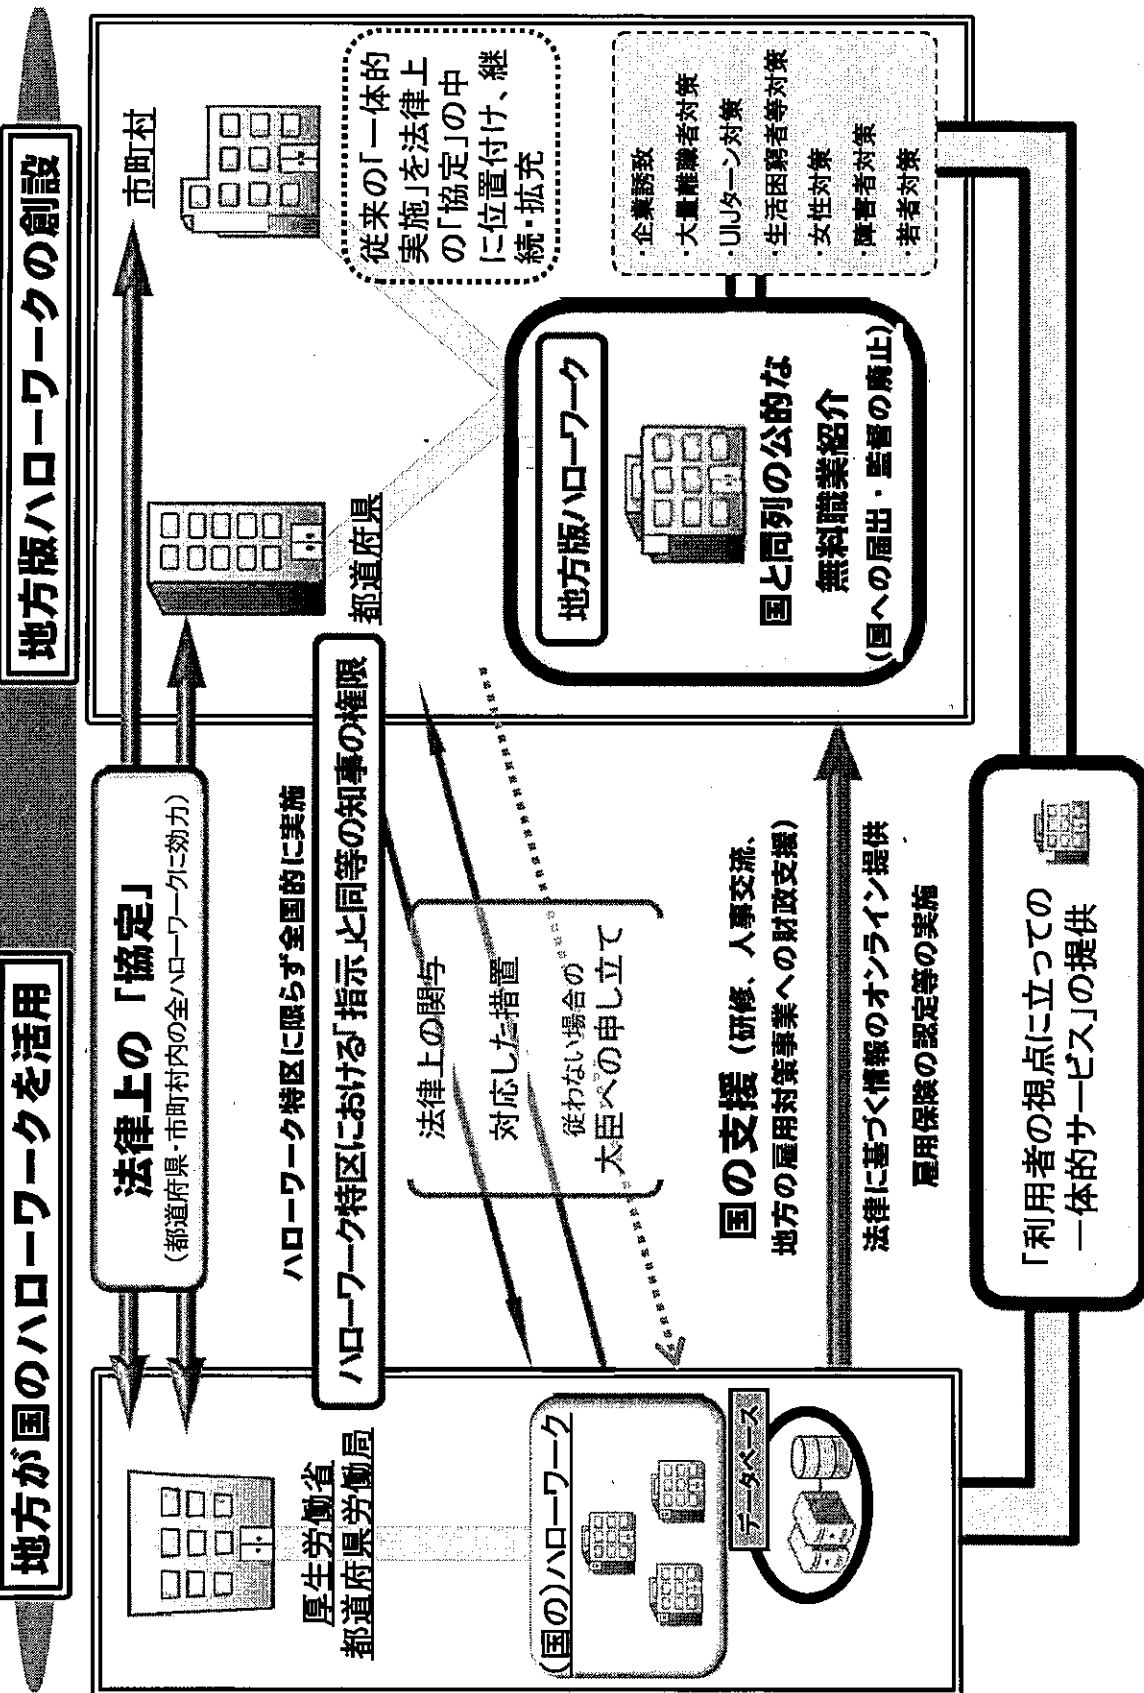 地方が国のハローワークを活用
地方版ハローワークの創設
厚生労働省
都道府県労働局
(国の)ハローワーク
データベース
法律上の「協定」
(都道府県・市町村内の全ハローワークに効力)
ハローワーク特区に限らず全国的に実施
ハローワーク特区における「指示」と同等の知事の権限
法律上の関与
対応した措置
従わない場合の
大臣への申し立て
国の支援(研修、人事交流、
地方の雇用対策事業への財政支援)
法律に基づく情報のオンライン提供
雇用保険の認定等の実施
市町村
都道府県
従来の「一体的
実施」を法律上
の「協定」の中
に位置付け、継
続・拡充
地方版ハローワーク
国と同列の公的な
無料職業紹介
(国への届出・監督の廃止)
・企業誘致
・大量離職者対策
・UIJターン対策
・生活困窮者等対策
・女性対策
・障害者対策
・若者対策
「利用者の視点に立っての
一体的サービス」の提供